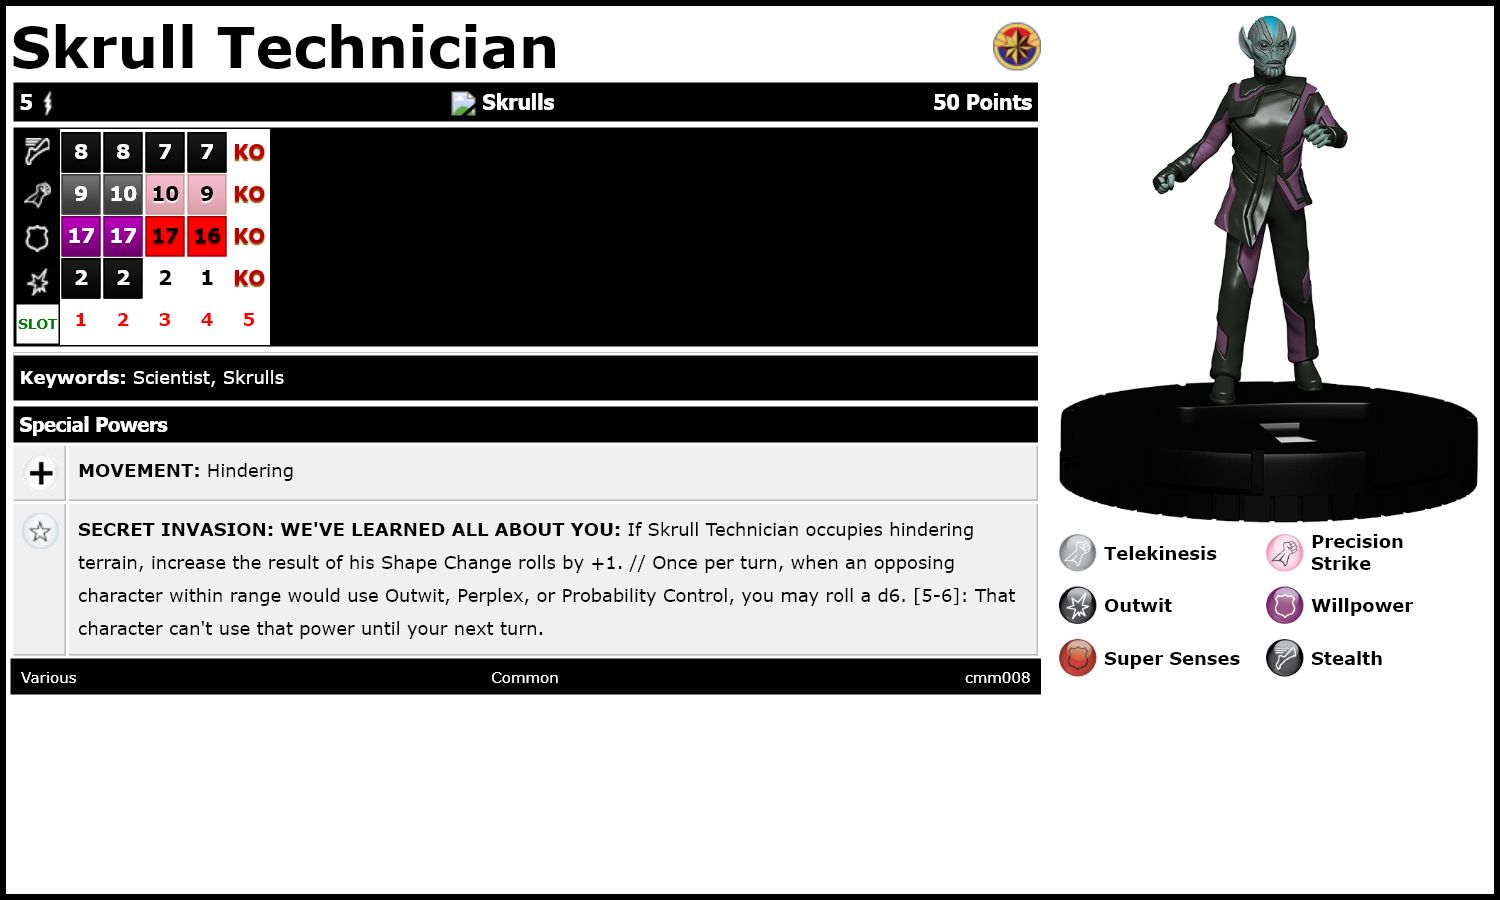 Skrull Technician
5 Skrulls 50 Points
8 8 7 7 KO
9 10 10 9 KO
17 17 17 16 KO
2 2 2 1 KO
SLOT 1 2 3 4 5
Keywords: Scientist, Skrulls
Special Powers
MOVEMENT: Hindering
SECRET INVASION: WE'VE LEARNED ALL ABOUT YOU: If Skrull Technician occupies hindering
terrain, increase the result of his Shape Change rolls by +1. // Once per turn, when an opposing
character within range would use Outwit, Perplex, or Probability Control, you may roll a d6. [5-6]: That
character can't use that power until your next turn.
Various Common cmm008
Telekinesis
Precision
Strike
Outwit
Willpower
Super Senses
Stealth